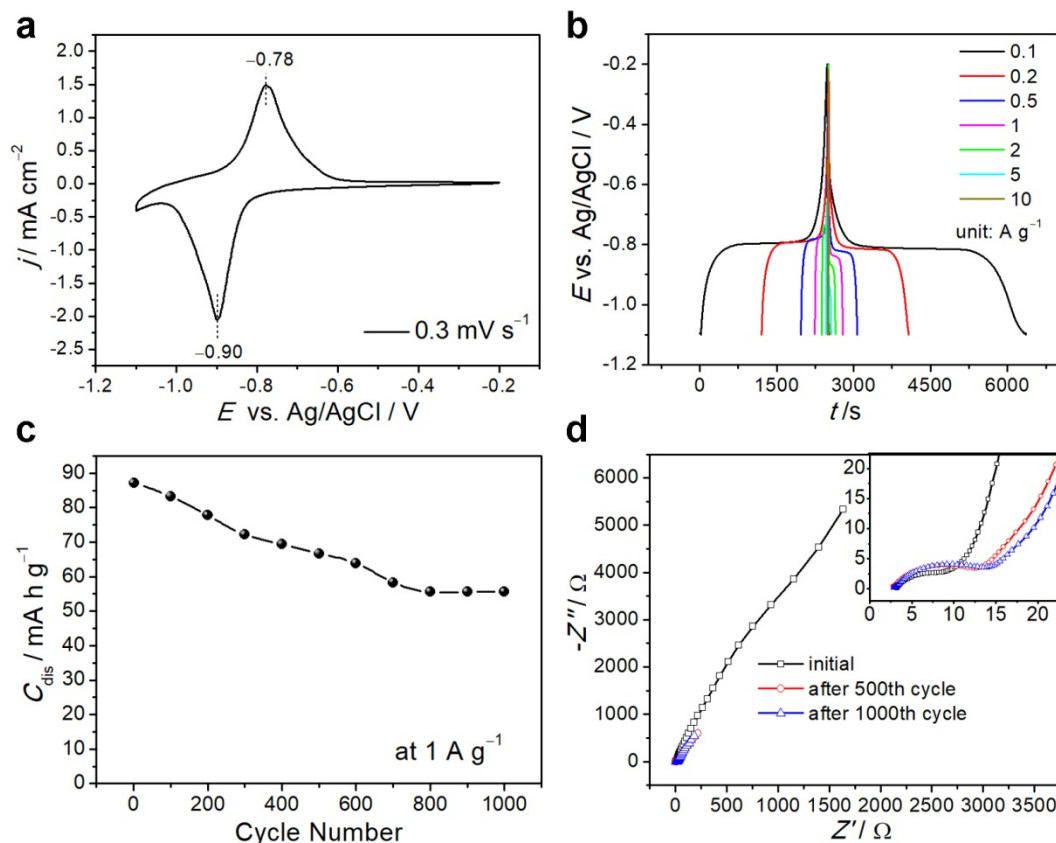 a
2.0
1.5
1.0
0.5
0.0
-0.5
-1.0
-1.5
-2.0
-2.5
j / mA cm⁻²
−0.78
−0.90
0.3 mV s⁻¹
-1.2 -1.0 -0.8 -0.6 -0.4 -0.2
E vs. Ag/AgCl / V
b
-0.2
-0.4
-0.6
-0.8
-1.0
-1.2
E vs. Ag/AgCl / V
0.1
0.2
0.5
1
2
5
10
unit: A g⁻¹
0 1500 3000 4500 6000
t /s
c
90
80
70
60
50
40
30
20
10
0
C_dis / mA h g⁻¹
at 1 A g⁻¹
0 200 400 600 800 1000
Cycle Number
d
6000
5000
4000
3000
2000
1000
0
-Z″/ Ω
20
15
10
5
0
0 5 10 15 20
initial
after 500th cycle
after 1000th cycle
0 500 1000 1500 2000 2500 3000 3500
Z′/ Ω